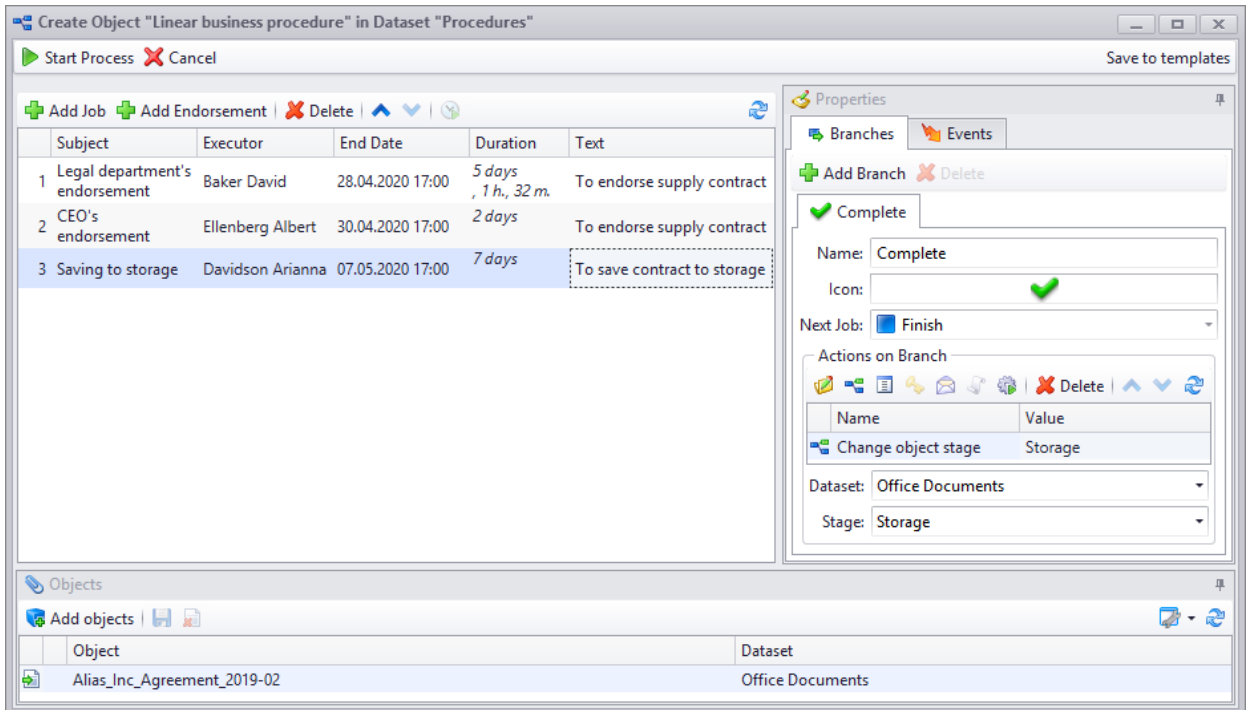 Create Object "Linear business procedure" in Dataset "Procedures"
Start Process Cancel Save to templates
Add Job Add Endorsement Delete
Subject Executor End Date Duration Text
1 Legal department's endorsement Baker David 28.04.2020 17:00 5 days , 1 h., 32 m. To endorse supply contract
2 CEO's endorsement Ellenberg Albert 30.04.2020 17:00 2 days To endorse supply contract
3 Saving to storage Davidson Arianna 07.05.2020 17:00 7 days To save contract to storage
Properties
Branches Events
Add Branch Delete
Complete
Name: Complete
Icon:
Next Job: Finish
Actions on Branch
Delete
Name Value
Change object stage Storage
Dataset: Office Documents
Stage: Storage
Objects
Add objects
Object Dataset
Alias_Inc_Agreement_2019-02 Office Documents